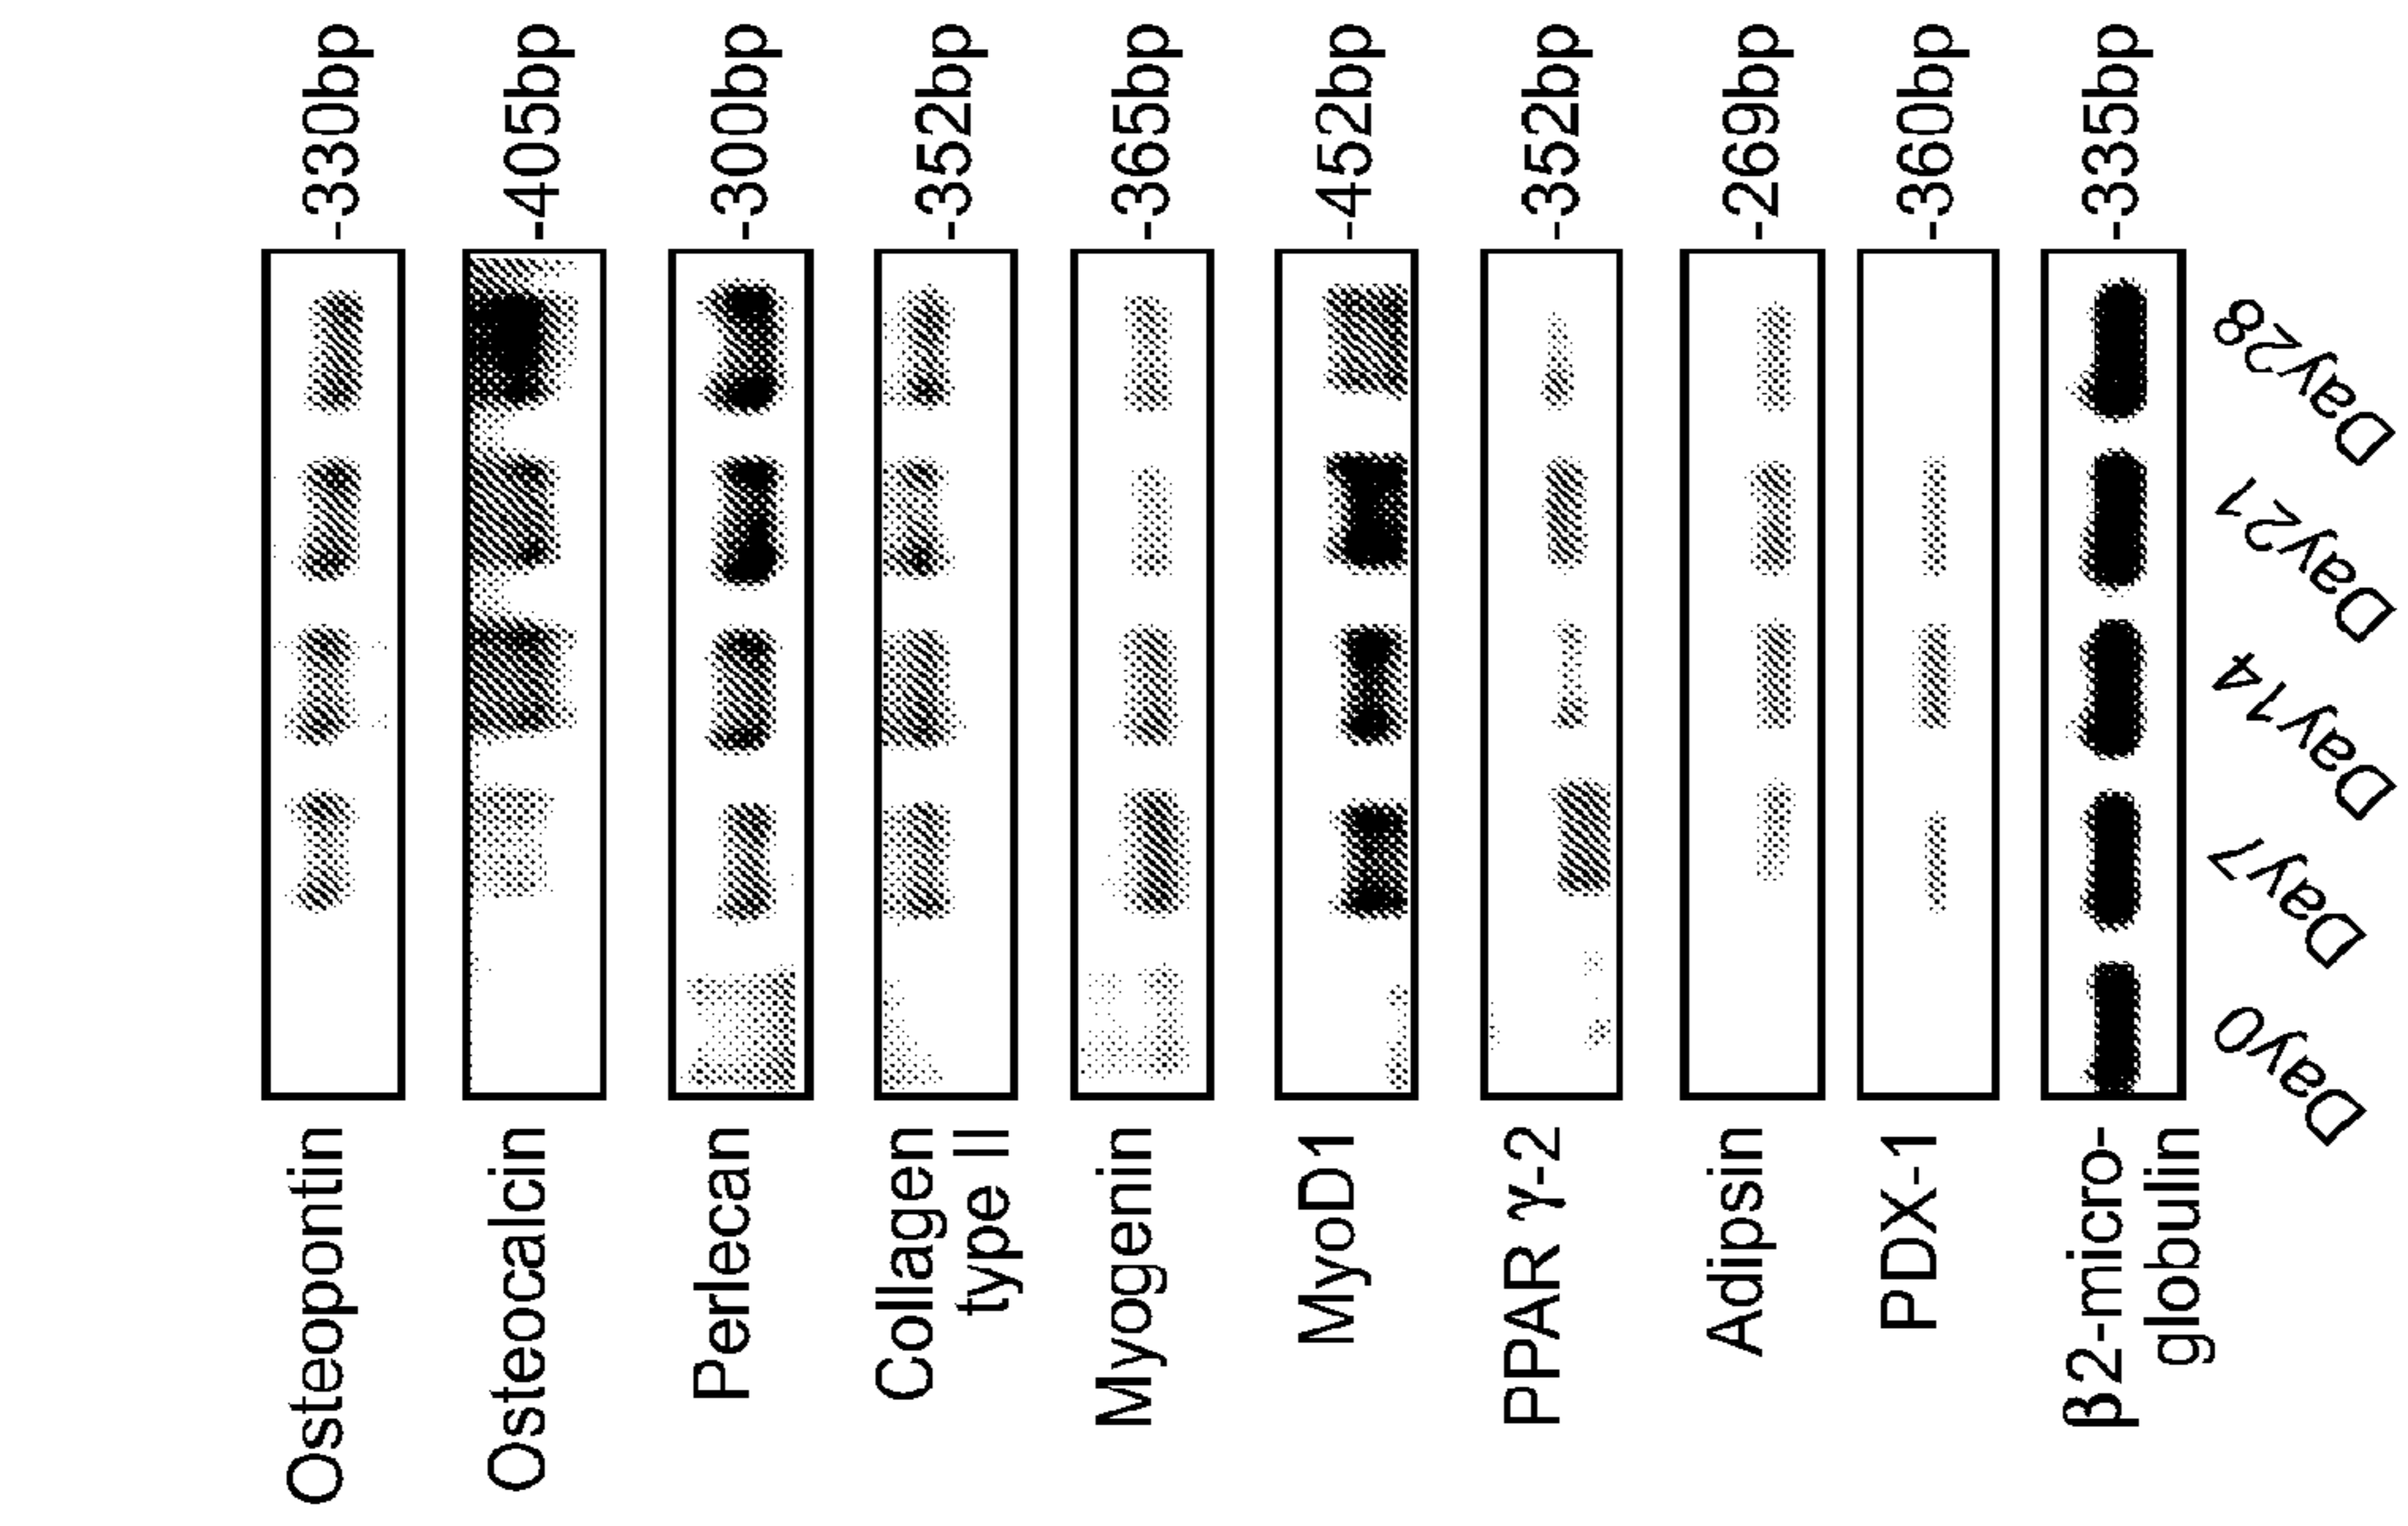 Osteopontin -330bp
Osteocalcin -405bp
Perlecan -300bp
Collagen
type II -352bp
Myogenin -365bp
MyoD1 -452bp
PPAR γ-2 -352bp
Adipsin -269bp
PDX-1 -360bp
β2-micro-
globulin -335bp
Day0 Day7 Day14 Day21 Day28